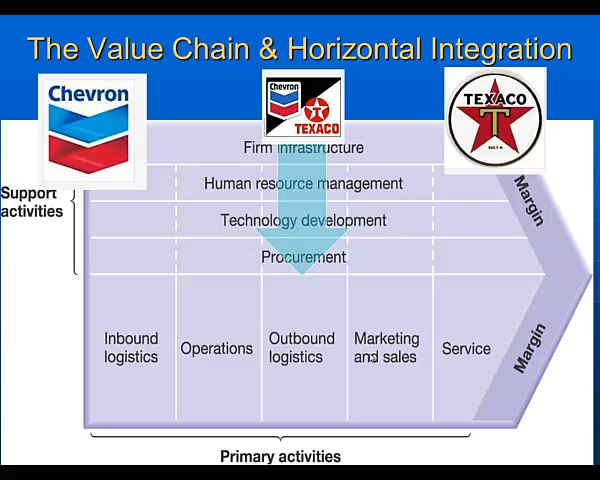 The Value Chain & Horizontal Integration
Chevron
Chevron
TEXACO
TEXACO
REG T M
Firm infrastructure
Human resource management
Technology development
Procurement
Support
activities
Margin
Inbound
logistics
Operations
Outbound
logistics
Marketing
and sales
Service
Margin
Primary activities